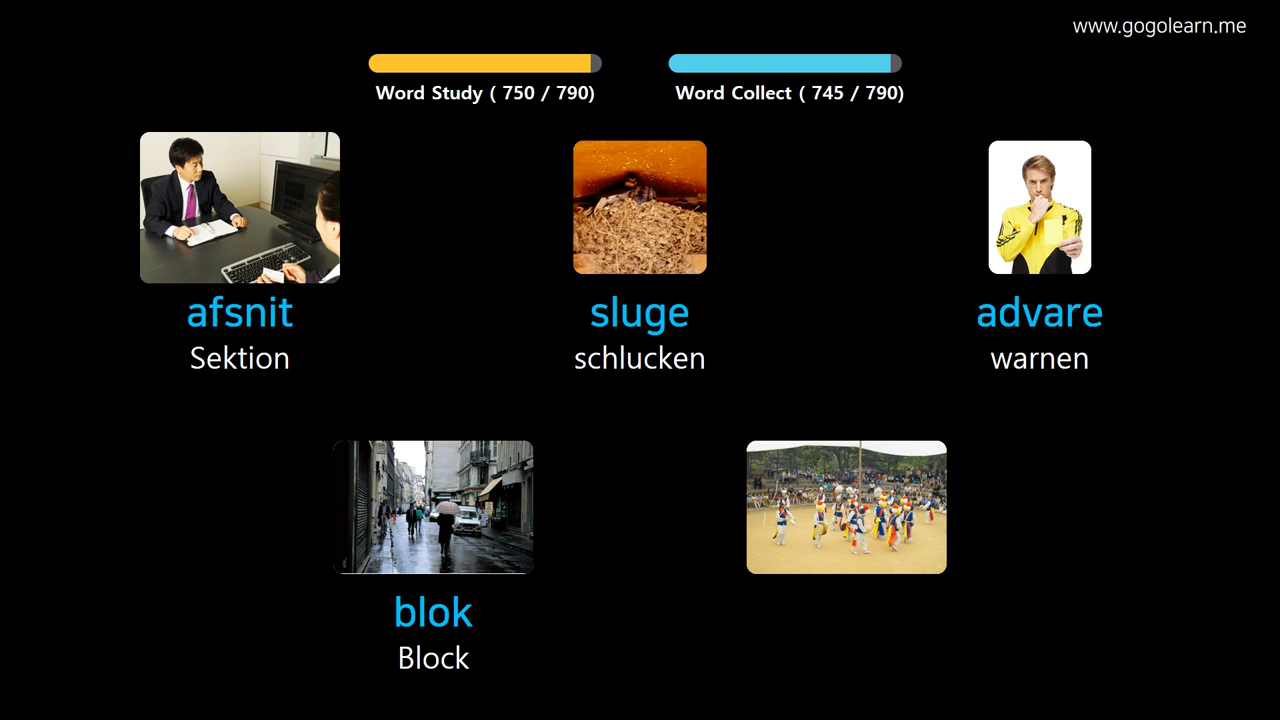 www.gogolearn.me
Word Study ( 750 / 790)
Word Collect ( 745 / 790)
afsnit
Sektion
sluge
schlucken
advare
warnen
blok
Block